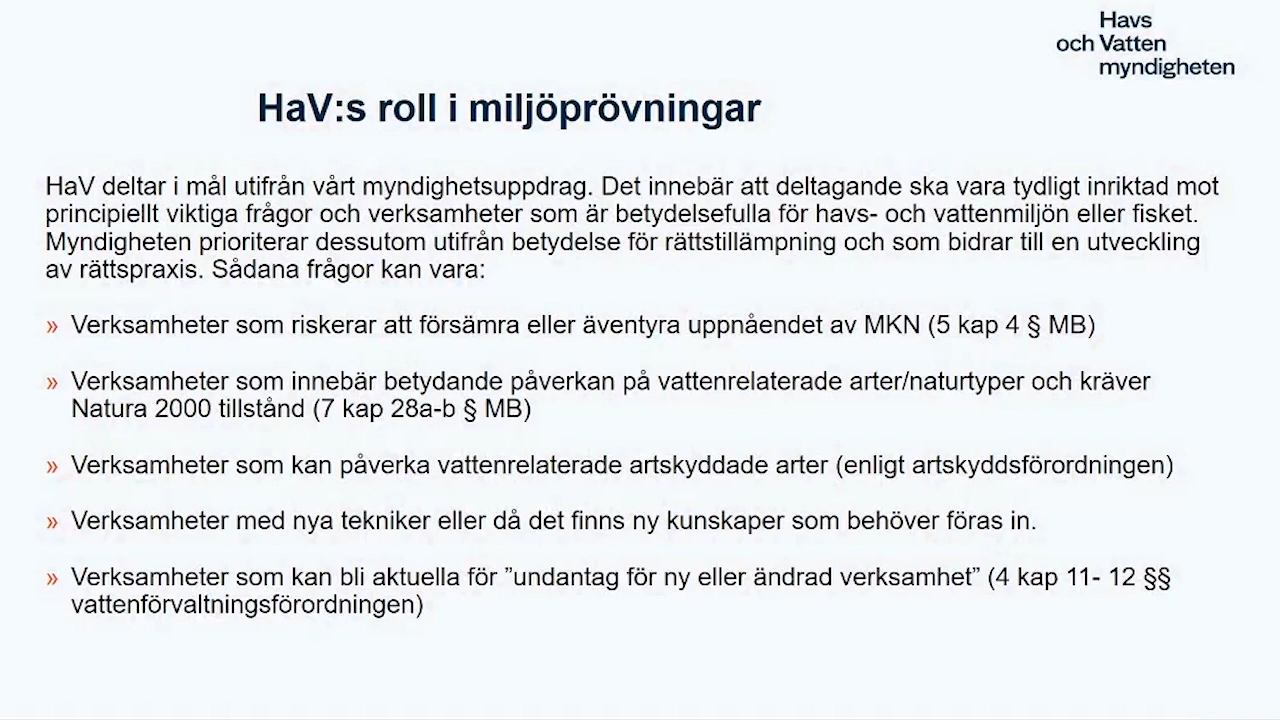 Havs
och Vatten
myndigheten
HaV:s roll i miljöprövningar
HaV deltar i mål utifrån vårt myndighetsuppdrag. Det innebär att deltagande ska vara tydligt inriktad mot
principiellt viktiga frågor och verksamheter som är betydelsefulla för havs- och vattenmiljön eller fisket.
Myndigheten prioriterar dessutom utifrån betydelse för rättstillämpning och som bidrar till en utveckling
av rättspraxis. Sådana frågor kan vara:
» Verksamheter som riskerar att försämra eller äventyra uppnåendet av MKN (5 kap 4 § MB)
» Verksamheter som innebär betydande påverkan på vattenrelaterade arter/naturtyper och kräver
Natura 2000 tillstånd (7 kap 28a-b § MB)
» Verksamheter som kan påverka vattenrelaterade artskyddade arter (enligt artskyddsförordningen)
» Verksamheter med nya tekniker eller då det finns ny kunskaper som behöver föras in.
» Verksamheter som kan bli aktuella för ”undantag för ny eller ändrad verksamhet” (4 kap 11- 12 §§
vattenförvaltningsförordningen)